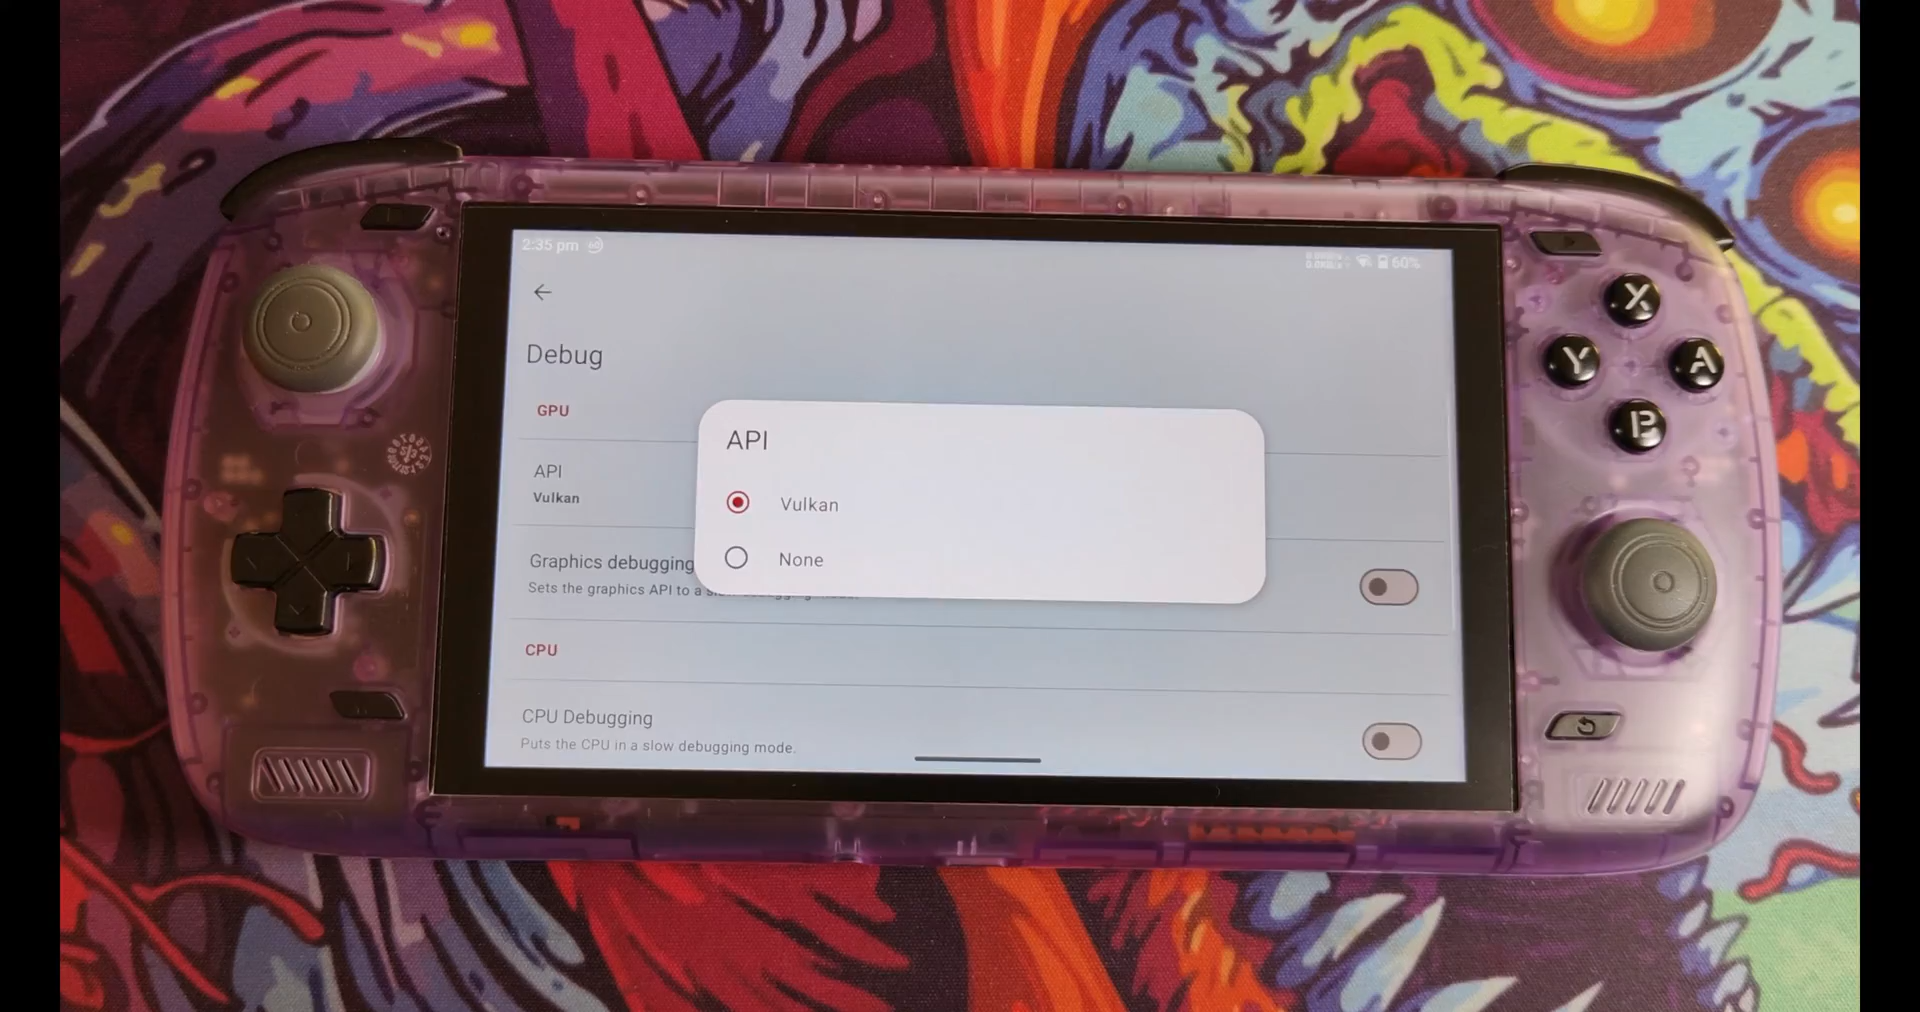 2:35 pm
60%
Debug
GPU
API
Vulkan
Graphics debugging
Sets the graphics API to a
CPU
CPU Debugging
Puts the CPU in a slow debugging mode.
API
Vulkan
None
X
Y
A
B